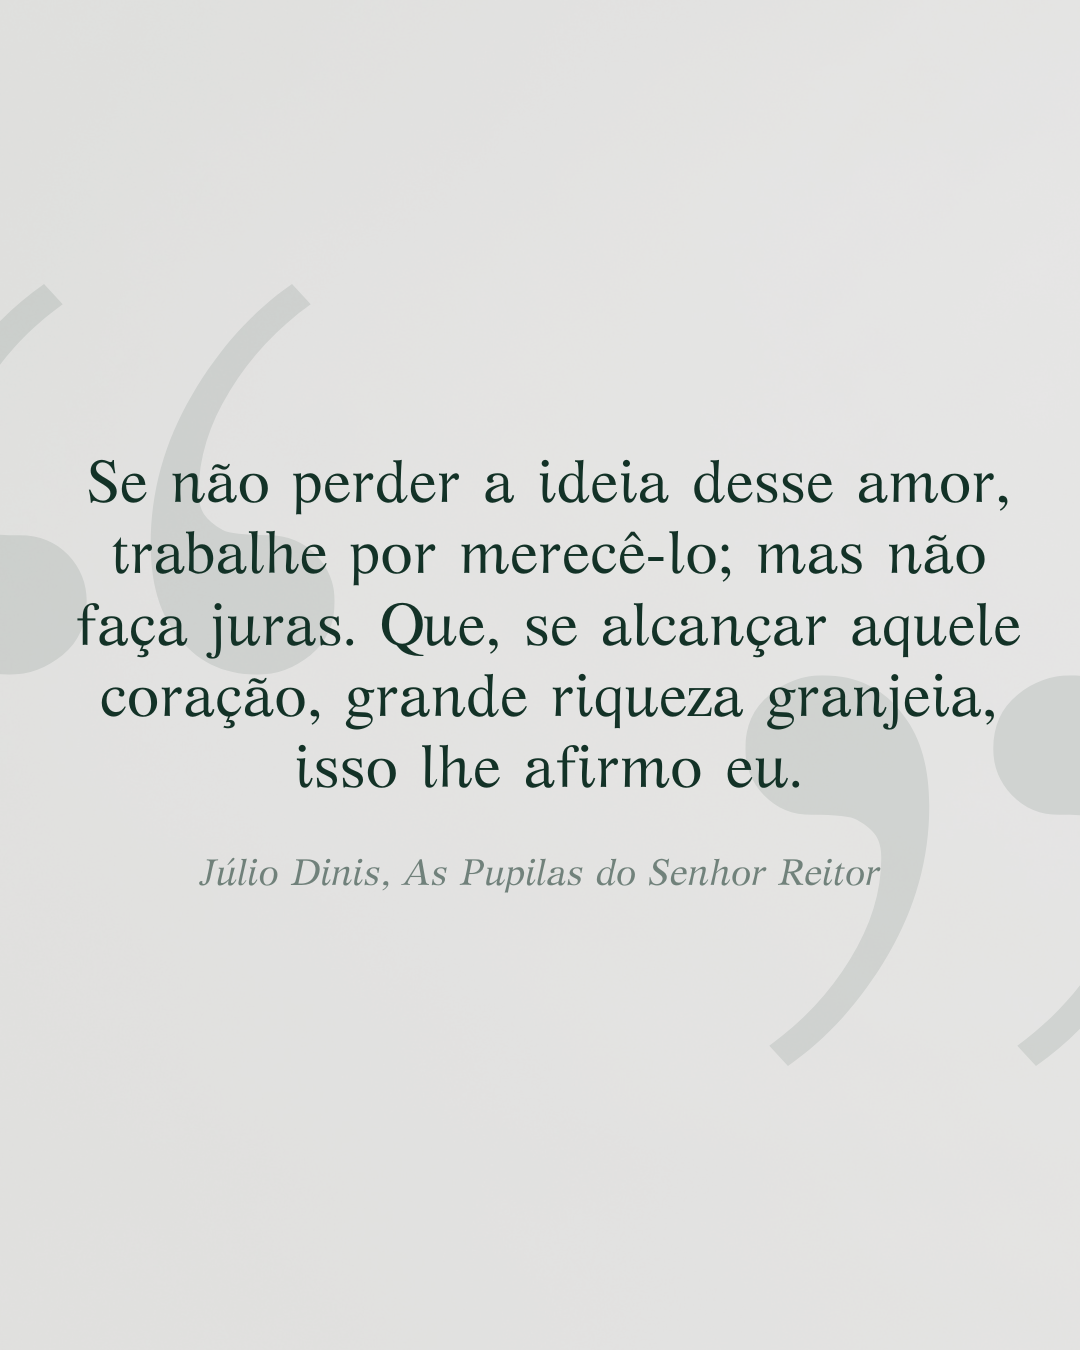 Se não perder a ideia desse amor,
trabalhe por merecê-lo; mas não
faça juras. Que, se alcançar aquele
coração, grande riqueza granjeia,
isso lhe afirmo eu.
Júlio Dinis, As Pupilas do Senhor Reitor